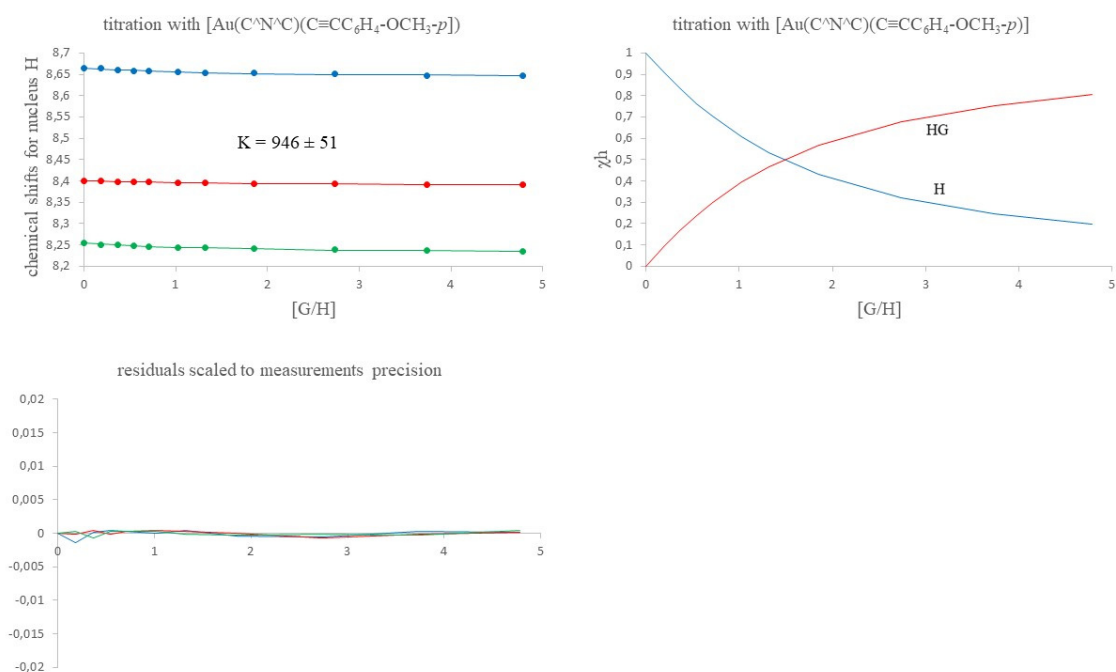 titration with [Au(C^N^C)(C≡CC₆H₄-OCH₃-p])
chemical shifts for nucleus H
8,7
8,65
8,6
8,55
8,5
8,45
8,4
8,35
8,3
8,25
8,2
K = 946 ± 51
0 1 2 3 4 5
[G/H]
titration with [Au(C^N^C)(C≡CC₆H₄-OCH₃-p)]
χh
1
0,9
0,8
0,7
0,6
0,5
0,4
0,3
0,2
0,1
0
HG
H
0 1 2 3 4 5
[G/H]
residuals scaled to measurements precision
0,02
0,015
0,01
0,005
0
-0,005
-0,01
-0,015
-0,02
0 1 2 3 4 5